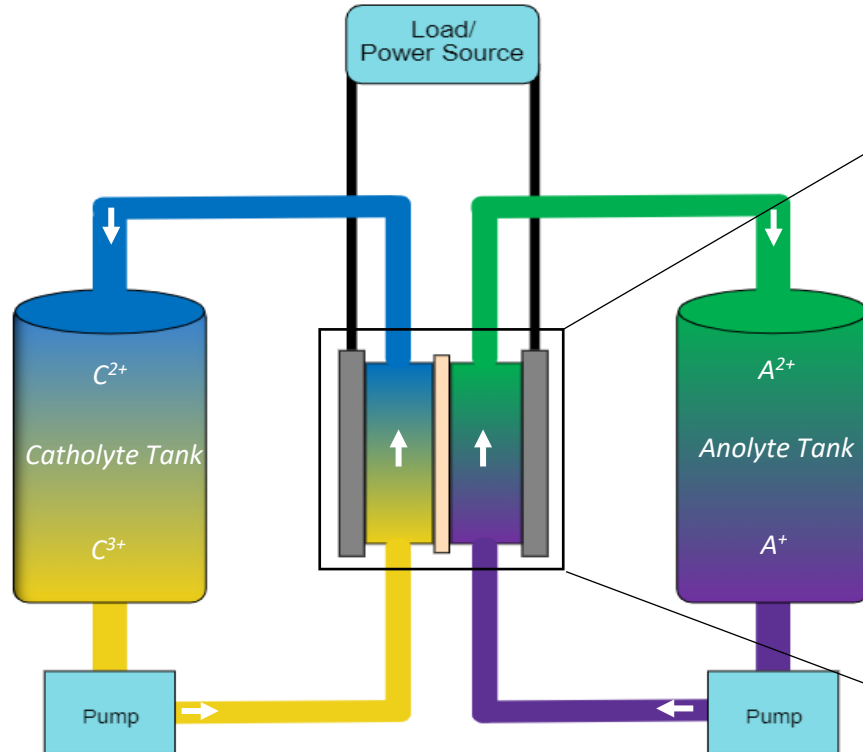 Load/
Power Source
C²⁺
Catholyte Tank
C³⁺
A²⁺
Anolyte Tank
A⁺
Pump
Pump